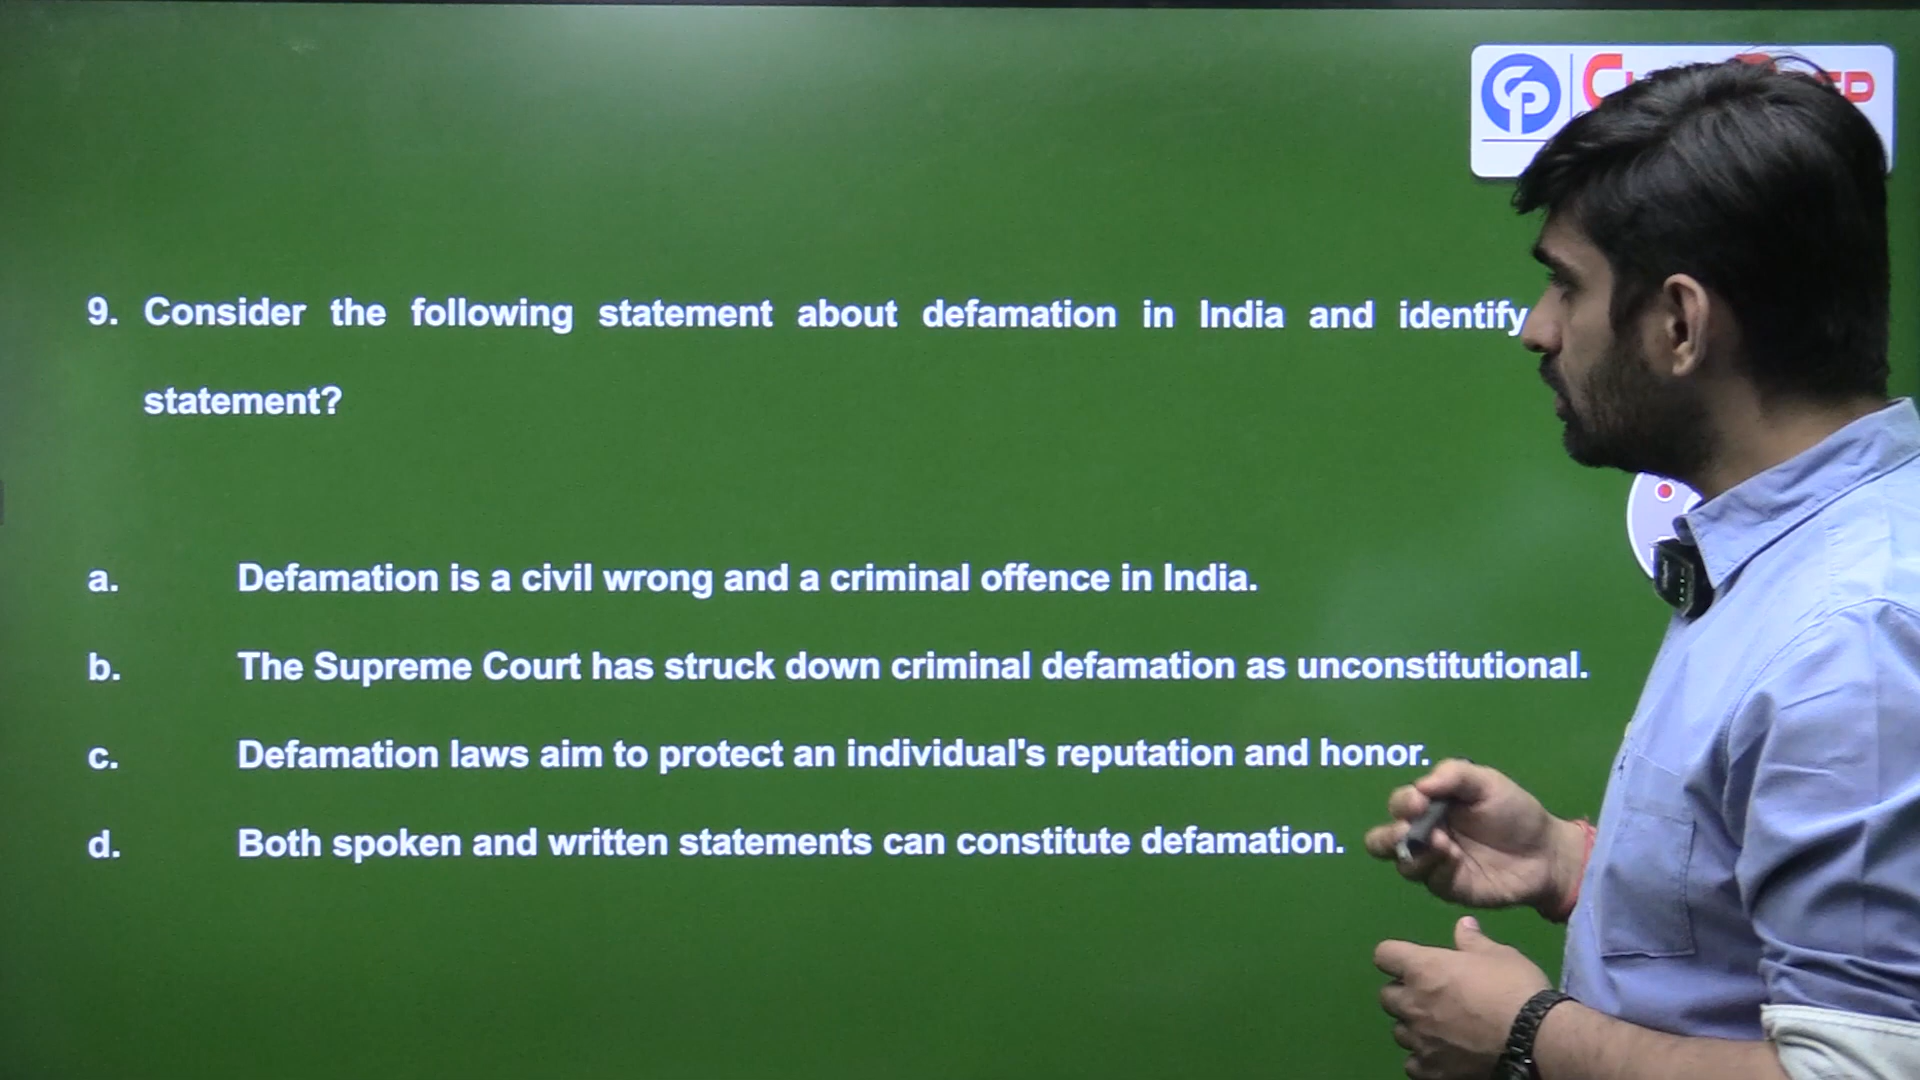 9. Consider the following statement about defamation in India and identify
statement?
a. Defamation is a civil wrong and a criminal offence in India.
b. The Supreme Court has struck down criminal defamation as unconstitutional.
c. Defamation laws aim to protect an individual's reputation and honor.
d. Both spoken and written statements can constitute defamation.